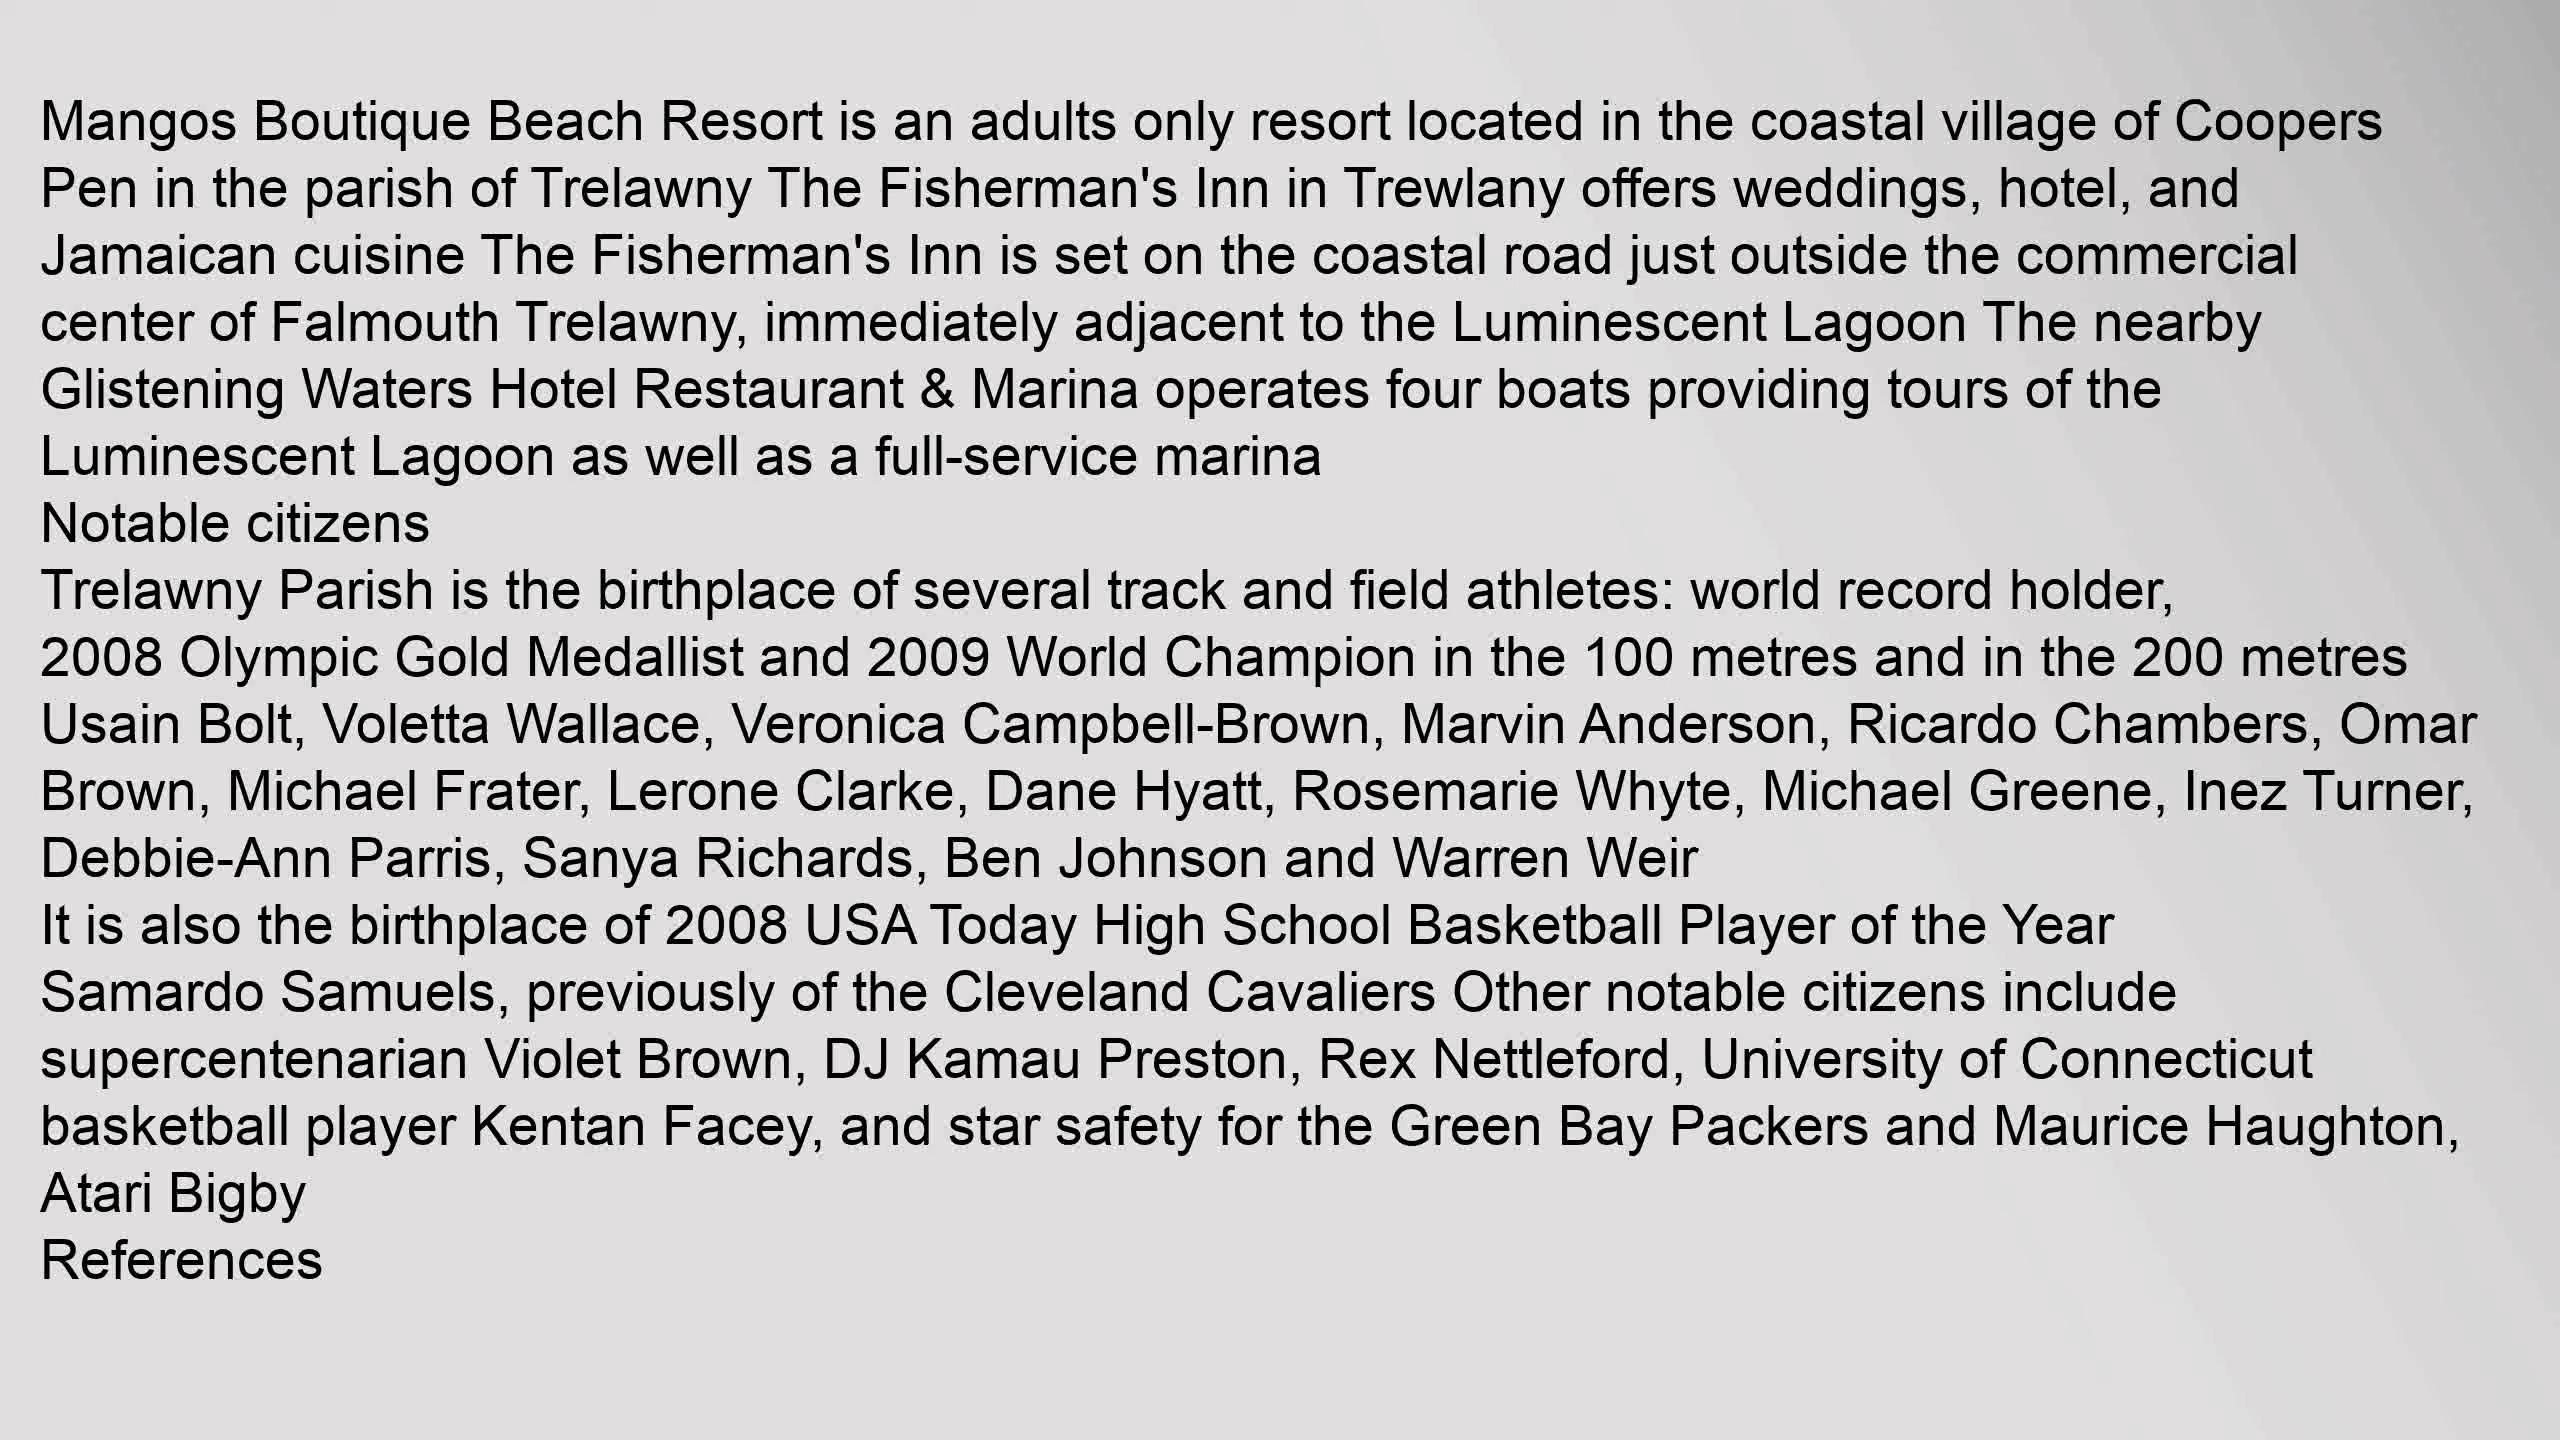 Mangos Boutique Beach Resort is an adults only resort located in the coastal village of Coopers
Pen in the parish of Trelawny The Fisherman's Inn in Trewlany offers weddings, hotel, and
Jamaican cuisine The Fisherman's Inn is set on the coastal road just outside the commercial
center of Falmouth Trelawny, immediately adjacent to the Luminescent Lagoon The nearby
Glistening Waters Hotel Restaurant & Marina operates four boats providing tours of the
Luminescent Lagoon as well as a full-service marina
Notable citizens
Trelawny Parish is the birthplace of several track and field athletes: world record holder,
2008 Olympic Gold Medallist and 2009 World Champion in the 100 metres and in the 200 metres
Usain Bolt, Voletta Wallace, Veronica Campbell-Brown, Marvin Anderson, Ricardo Chambers, Omar
Brown, Michael Frater, Lerone Clarke, Dane Hyatt, Rosemarie Whyte, Michael Greene, Inez Turner,
Debbie-Ann Parris, Sanya Richards, Ben Johnson and Warren Weir
It is also the birthplace of 2008 USA Today High School Basketball Player of the Year
Samardo Samuels, previously of the Cleveland Cavaliers Other notable citizens include
supercentenarian Violet Brown, DJ Kamau Preston, Rex Nettleford, University of Connecticut
basketball player Kentan Facey, and star safety for the Green Bay Packers and Maurice Haughton,
Atari Bigby
References